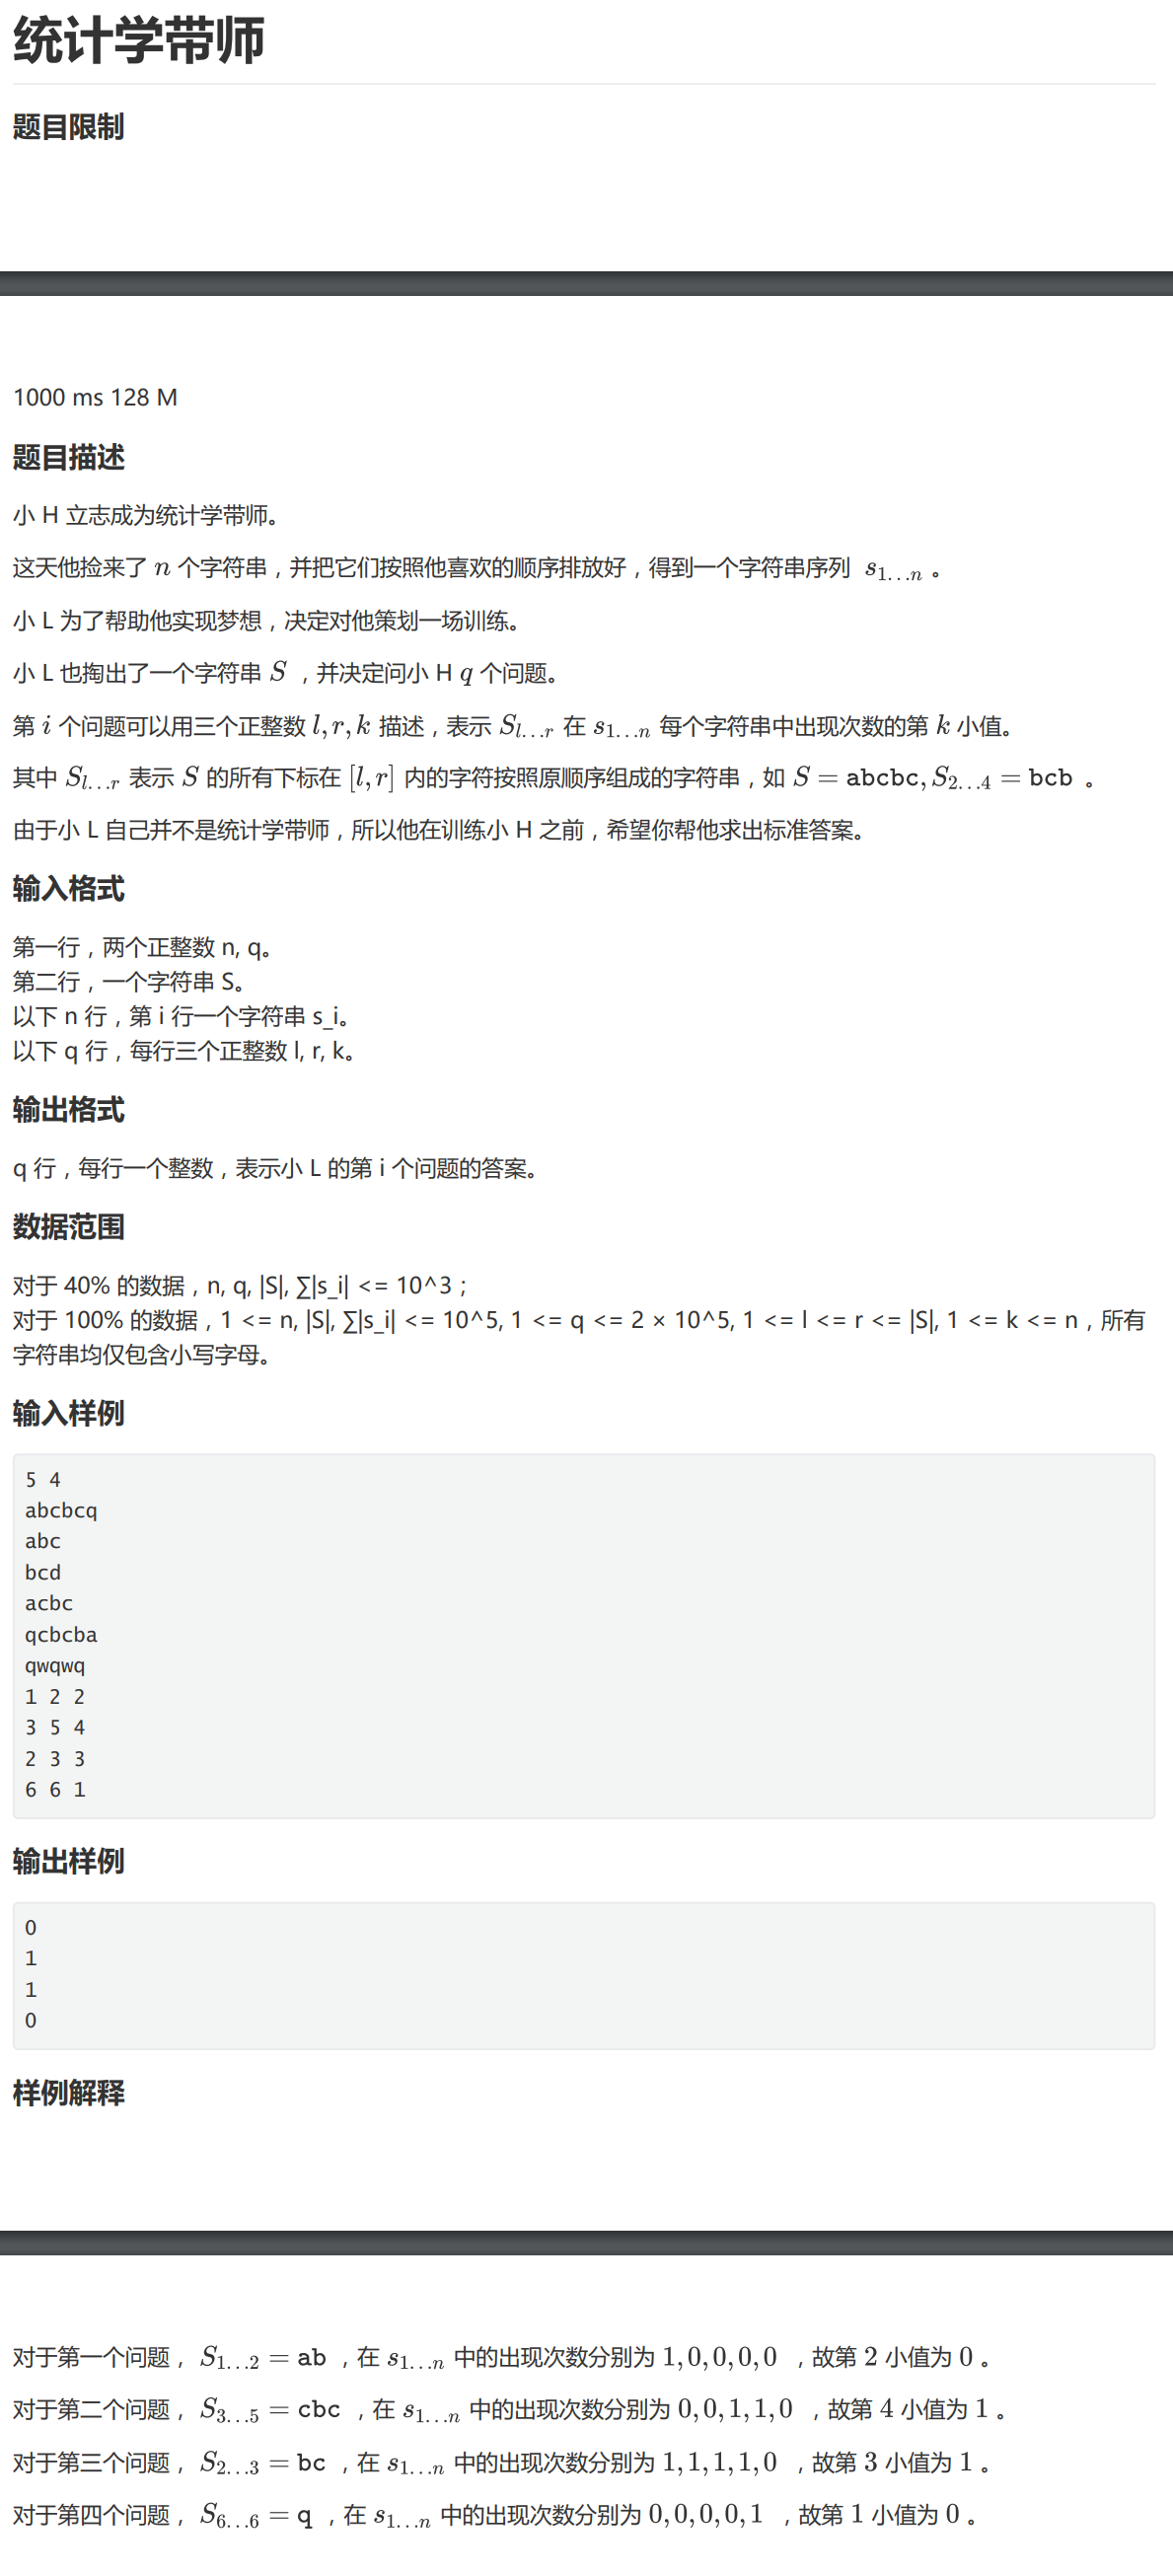 统计学带师
题目限制
1000 ms 128 M
题目描述
小 H 立志成为统计学带师。
这天他捡来了 n 个字符串，并把它们按照他喜欢的顺序排放好，得到一个字符串序列 s_{1…n} 。
小 L 为了帮助他实现梦想，决定对他策划一场训练。
小 L 也掏出了一个字符串 S ，并决定问小 H q 个问题。
第 i 个问题可以用三个正整数 l, r, k 描述，表示 S_{l…r} 在 s_{1…n} 每个字符串中出现次数的第 k 小值。
其中 S_{l…r} 表示 S 的所有下标在 [l, r] 内的字符按照原顺序组成的字符串，如 S = abcbc, S_{2…4} = bcb 。
由于小 L 自己并不是统计学带师，所以他在训练小 H 之前，希望你帮他求出标准答案。
输入格式
第一行，两个正整数 n, q。
第二行，一个字符串 S。
以下 n 行，第 i 行一个字符串 s_i。
以下 q 行，每行三个正整数 l, r, k。
输出格式
q 行，每行一个整数，表示小 L 的第 i 个问题的答案。
数据范围
对于 40% 的数据，n, q, |S|, ∑|s_i| <= 10^3；
对于 100% 的数据，1 <= n, |S|, ∑|s_i| <= 10^5, 1 <= q <= 2 × 10^5, 1 <= l <= r <= |S|, 1 <= k <= n，所有
字符串均仅包含小写字母。
输入样例
5 4
abcbcq
abc
bcd
acbc
qcbcba
qwqwq
1 2 2
3 5 4
2 3 3
6 6 1
输出样例
0
1
1
0
样例解释
对于第一个问题， S_{1…2} = ab ，在 s_{1…n} 中的出现次数分别为 1, 0, 0, 0, 0 ，故第 2 小值为 0 。
对于第二个问题， S_{3…5} = cbc ，在 s_{1…n} 中的出现次数分别为 0, 0, 1, 1, 0 ，故第 4 小值为 1 。
对于第三个问题， S_{2…3} = bc ，在 s_{1…n} 中的出现次数分别为 1, 1, 1, 1, 0 ，故第 3 小值为 1 。
对于第四个问题， S_{6…6} = q ，在 s_{1…n} 中的出现次数分别为 0, 0, 0, 0, 1 ，故第 1 小值为 0 。